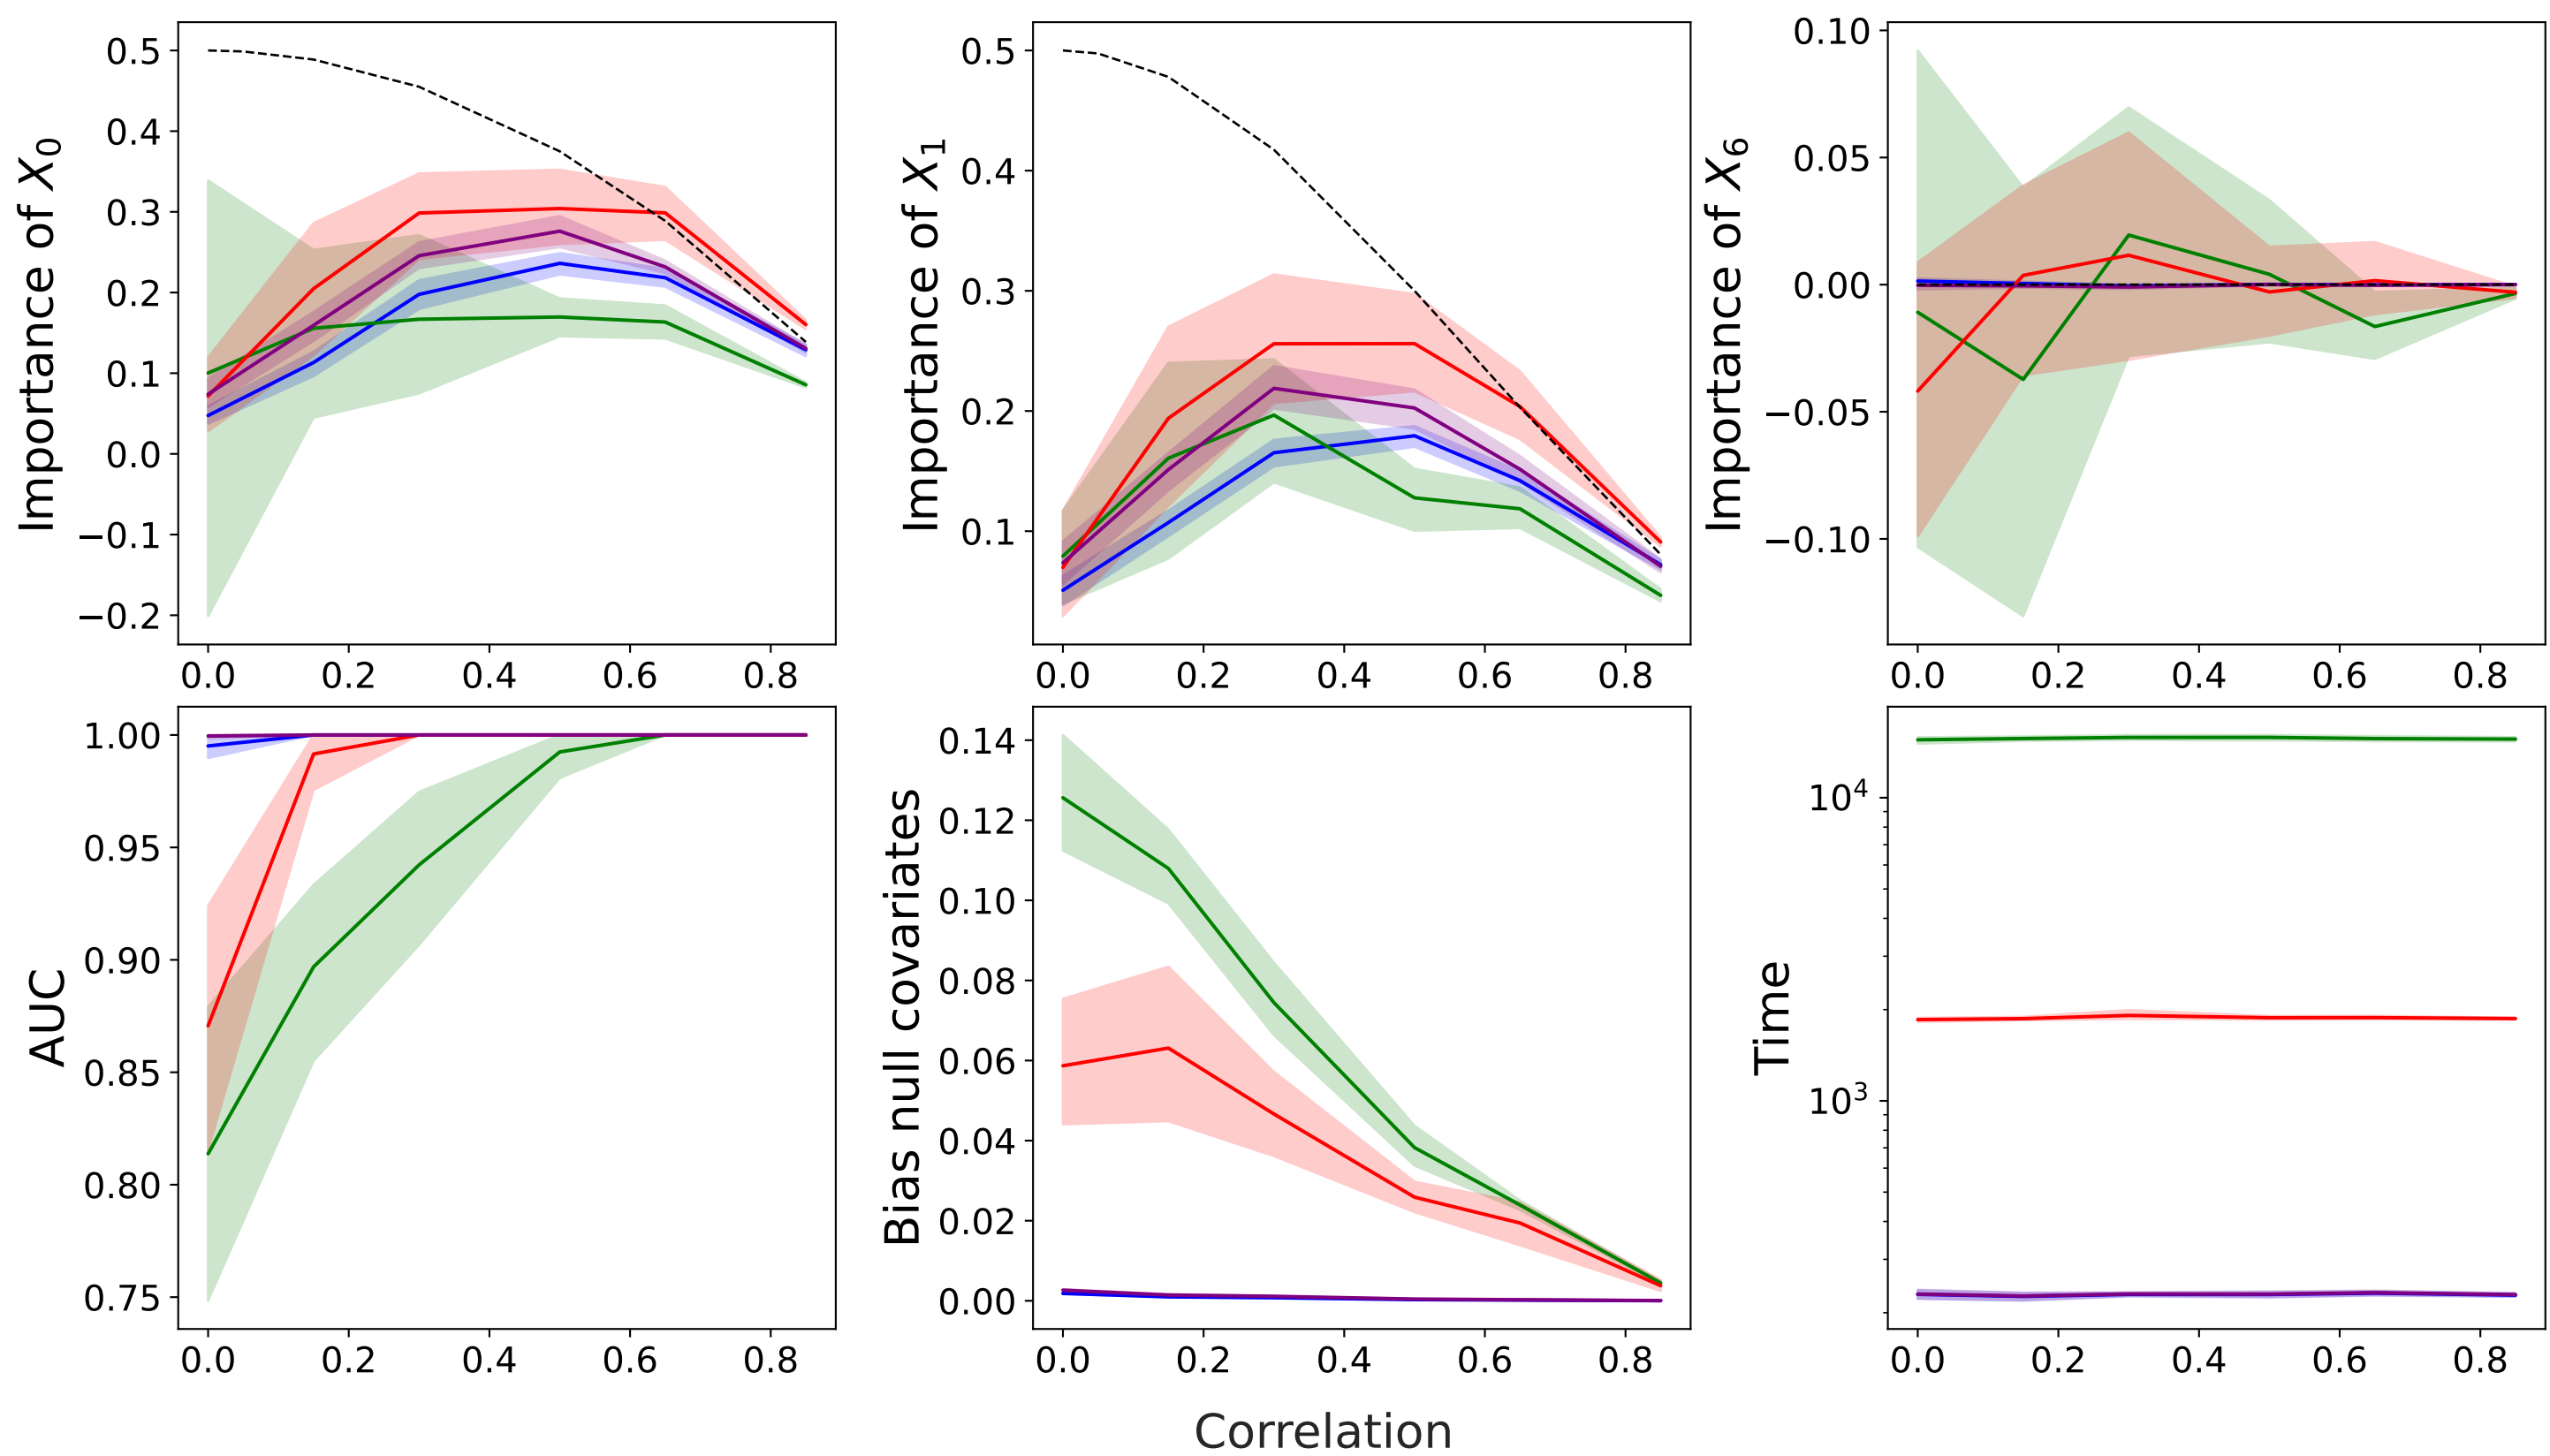 Importance of X0
0.5
0.4
0.3
0.2
0.1
0.0
−0.1
−0.2
0.0 0.2 0.4 0.6 0.8
Importance of X1
0.5
0.4
0.3
0.2
0.1
0.0 0.2 0.4 0.6 0.8
Importance of X6
0.10
0.05
0.00
−0.05
−0.10
0.0 0.2 0.4 0.6 0.8
AUC
1.00
0.95
0.90
0.85
0.80
0.75
0.0 0.2 0.4 0.6 0.8
Bias null covariates
0.14
0.12
0.10
0.08
0.06
0.04
0.02
0.00
0.0 0.2 0.4 0.6 0.8
Time
10⁴
10³
0.0 0.2 0.4 0.6 0.8
Correlation